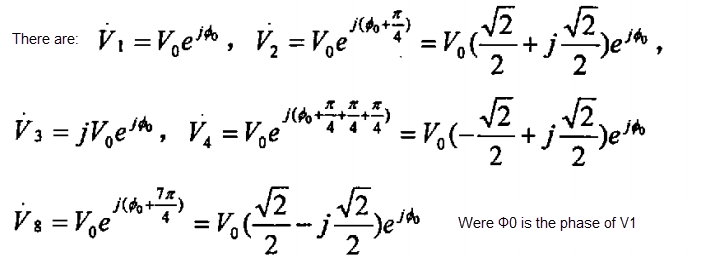 There are: V̇₁ = V₀e^{jϕ₀} , V̇₂ = V₀e^{j(ϕ₀+π/4)} = V₀(√2/2 + j√2/2)e^{jϕ₀} ,
V̇₃ = jV₀e^{jϕ₀} , V̇₄ = V₀e^{j(ϕ₀+π/4+π/4+π/4)} = V₀(-√2/2 + j√2/2)e^{jϕ₀}
V̇₈ = V₀e^{j(ϕ₀+7π/4)} = V₀(√2/2 - j√2/2)e^{jϕ₀} Were Φ0 is the phase of V1